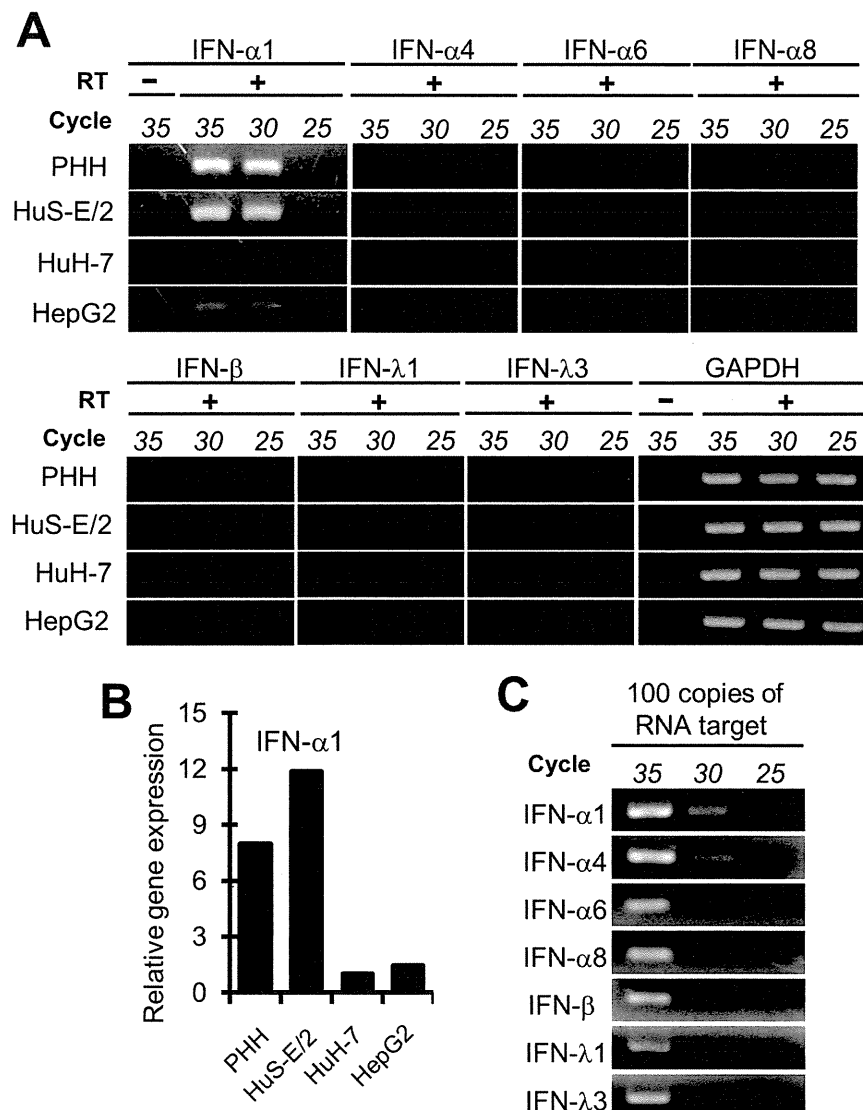 A
IFN-α1 IFN-α4 IFN-α6 IFN-α8
RT − + + + +
Cycle 35 35 30 25 35 30 25 35 30 25 35 30 25
PHH
HuS-E/2
HuH-7
HepG2
IFN-β IFN-λ1 IFN-λ3 GAPDH
RT + + + − +
Cycle 35 30 25 35 30 25 35 30 25 35 35 30 25
PHH
HuS-E/2
HuH-7
HepG2
B
IFN-α1
Relative gene expression
15
12
9
6
3
0
PHH
HuS-E/2
HuH-7
HepG2
C
100 copies of
RNA target
Cycle 35 30 25
IFN-α1
IFN-α4
IFN-α6
IFN-α8
IFN-β
IFN-λ1
IFN-λ3